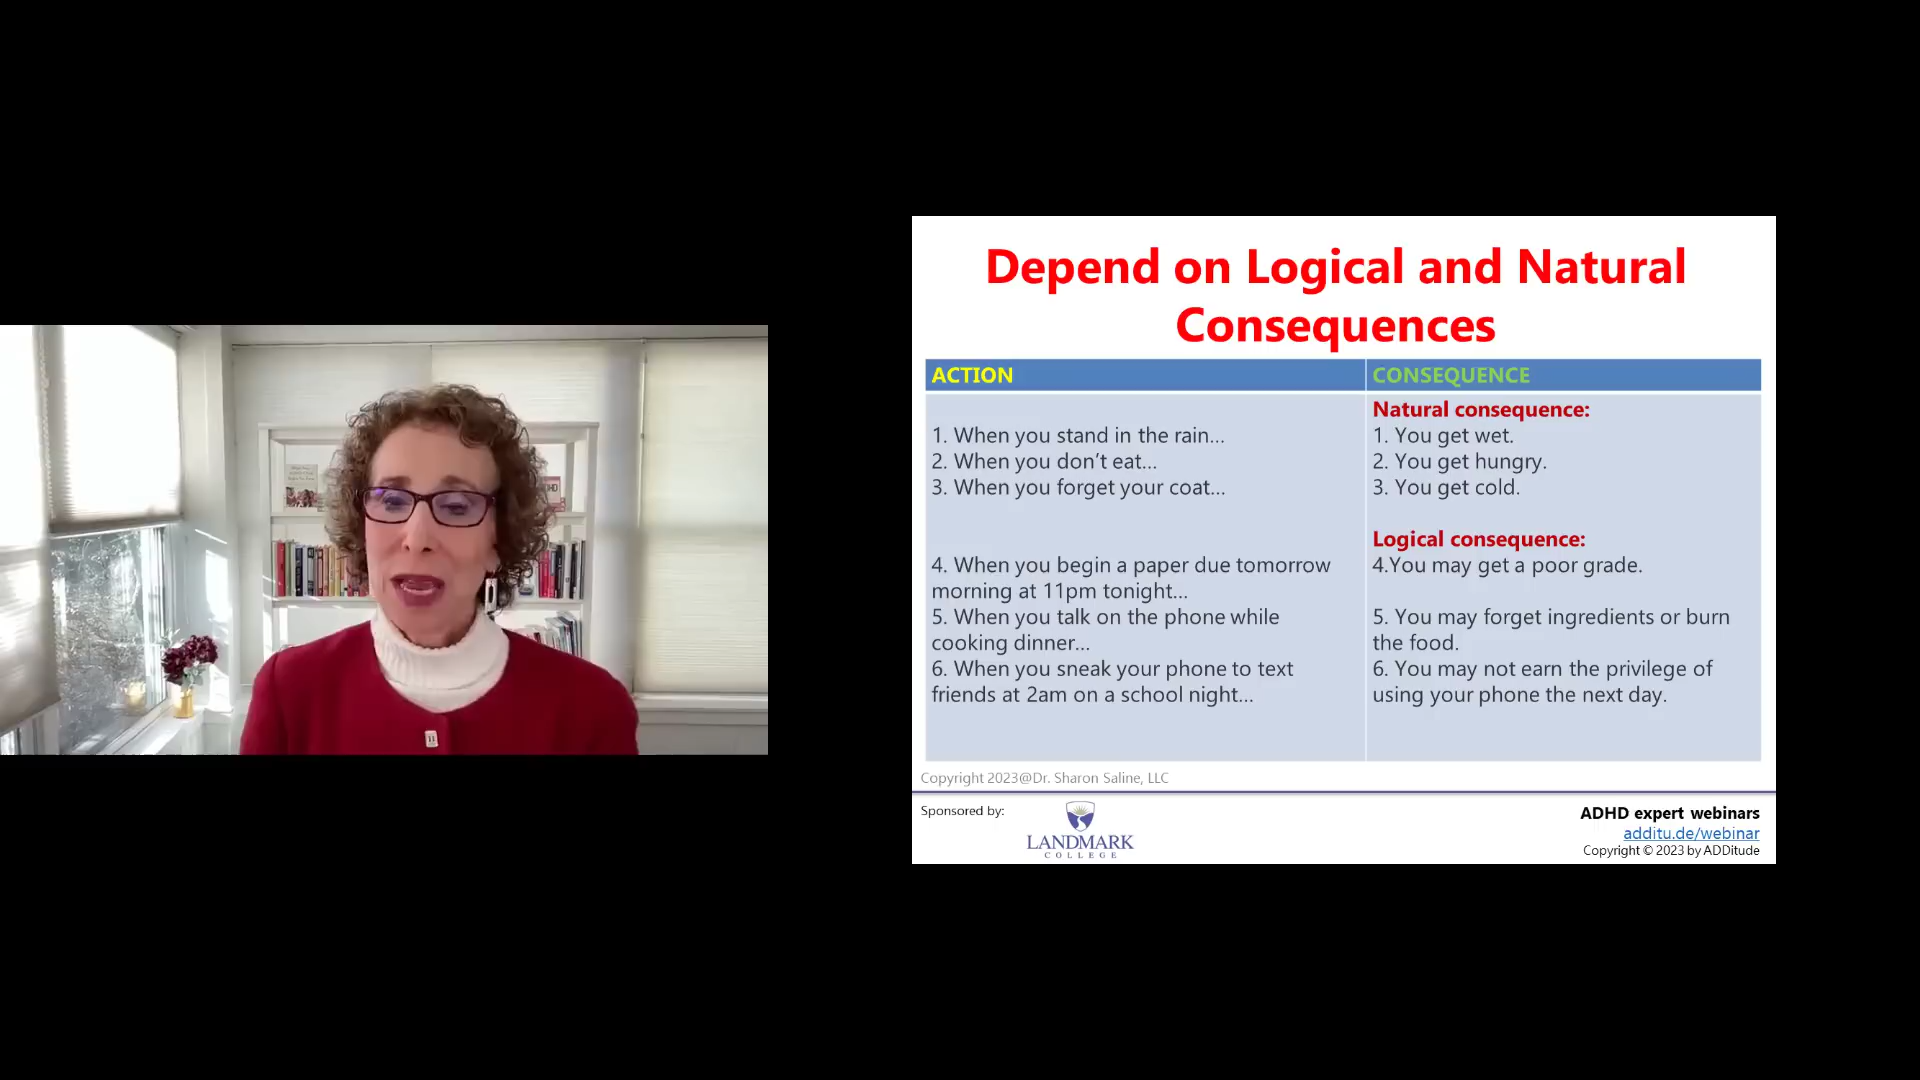 Depend on Logical and Natural
Consequences
ACTION
CONSEQUENCE
Natural consequence:
1. When you stand in the rain...
1. You get wet.
2. When you don't eat...
2. You get hungry.
3. When you forget your coat...
3. You get cold.
Logical consequence:
4. When you begin a paper due tomorrow
morning at 11pm tonight...
4.You may get a poor grade.
5. When you talk on the phone while
cooking dinner...
5. You may forget ingredients or burn
the food.
6. When you sneak your phone to text
friends at 2am on a school night...
6. You may not earn the privilege of
using your phone the next day.
Copyright 2023@Dr. Sharon Saline, LLC
Sponsored by:
LANDMARK
COLLEGE
ADHD expert webinars
additu.de/webinar
Copyright © 2023 by ADDitude